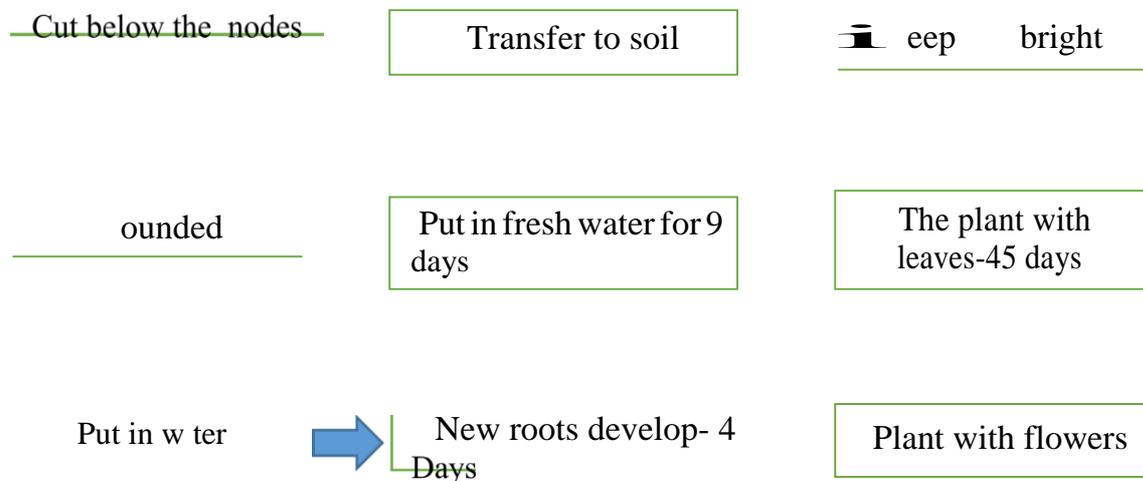 Cut below the nodes
Transfer to soil
eep bright
ounded
Put in fresh water for 9
days
The plant with
leaves-45 days
Put in w ter
New roots develop- 4
Days
Plant with flowers